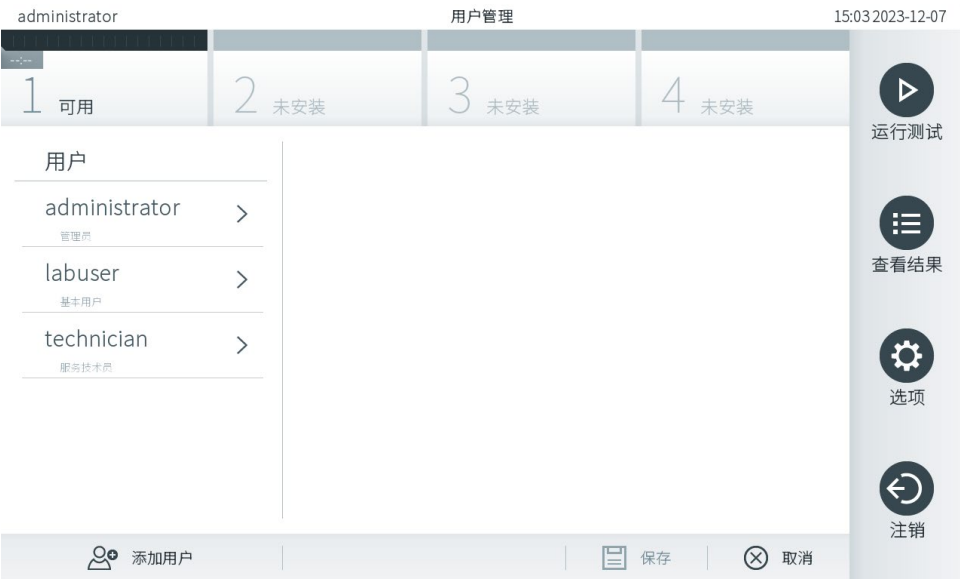 administrator
用户管理
15:03 2023-12-07
--:--
1 可用
2 未安装
3 未安装
4 未安装
用户
administrator
管理员
labuser
基本用户
technician
服务技术员
运行测试
查看结果
选项
注销
添加用户
保存
取消